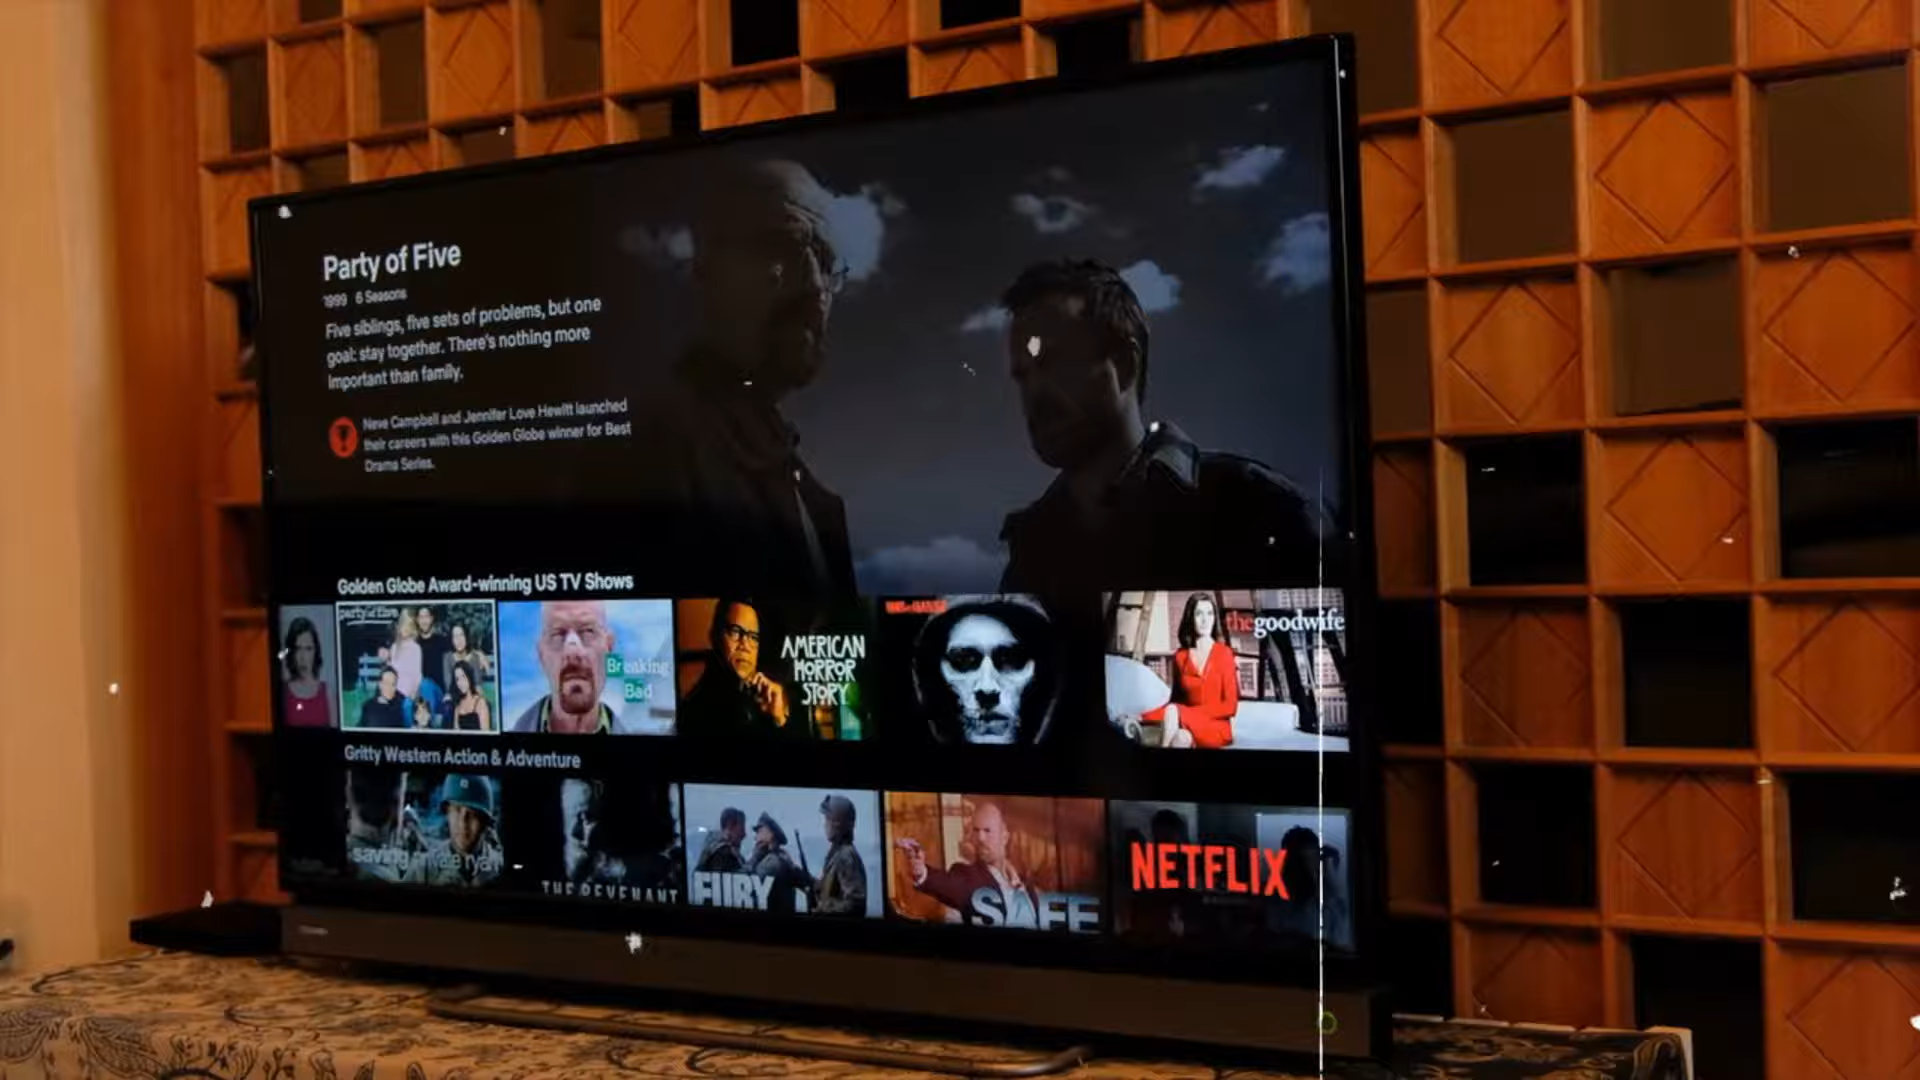 Party of Five
1999 6 Seasons
Five siblings, five sets of problems, but one
goal: stay together. There's nothing more
important than family.
Neve Campbell and Jennifer Love Hewitt launched
their careers with this Golden Globe winner for Best
Drama Series.
Golden Globe Award-winning US TV Shows
party of five
Breaking
Bad
AMERICAN
HORROR
STORY
thegoodwife
Gritty Western Action & Adventure
saving private ryan
THE REVENANT
FURY
SAFE
NETFLIX